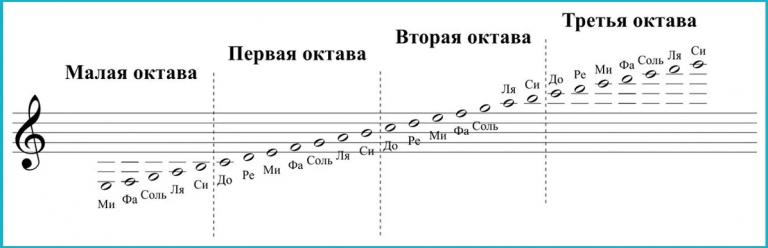 Малая октава
Первая октава
Вторая октава
Третья октава
Ми Фа Соль Ля Си
До Ре Ми Фа Соль Ля Си
До Ре Ми Фа Соль Ля Си
До Ре Ми Фа Соль Ля Си